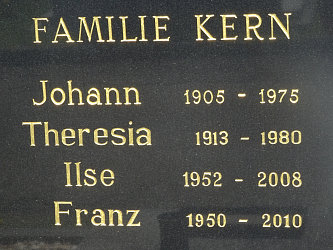 FAMILIE KERN
Johann 1905 - 1975
Theresia 1913 - 1980
Ilse 1952 - 2008
Franz 1950 - 2010